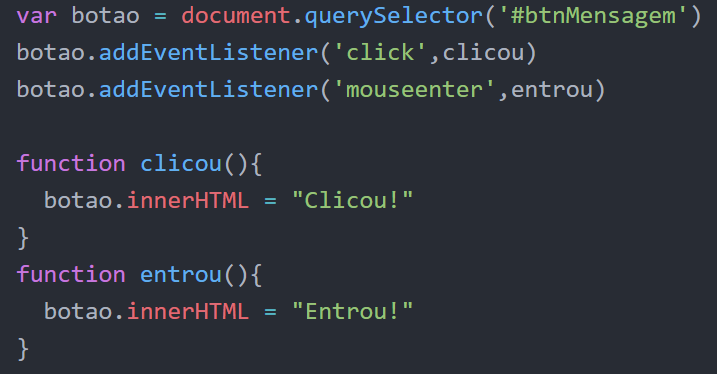 var botao = document.querySelector('#btnMensagem')
botao.addEventListener('click',clicou)
botao.addEventListener('mouseenter',entrou)

function clicou(){
  botao.innerHTML = "Clicou!"
}
function entrou(){
  botao.innerHTML = "Entrou!"
}